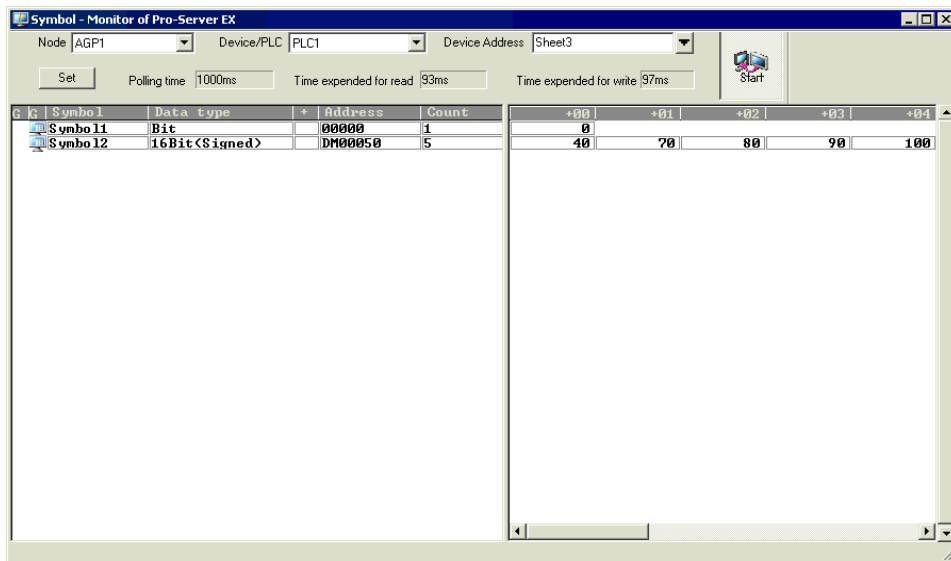 Symbol - Monitor of Pro-Server EX
Node AGP1 Device/PLC PLC1 Device Address Sheet3
Start
Set Polling time 1000ms Time expended for read 93ms Time expended for write 97ms
G G Symbol Data type + Address Count +00 +01 +02 +03 +04
Symbol1 Bit 00000 1 0
Symbol2 16Bit(Signed) DM00050 5 40 70 80 90 100